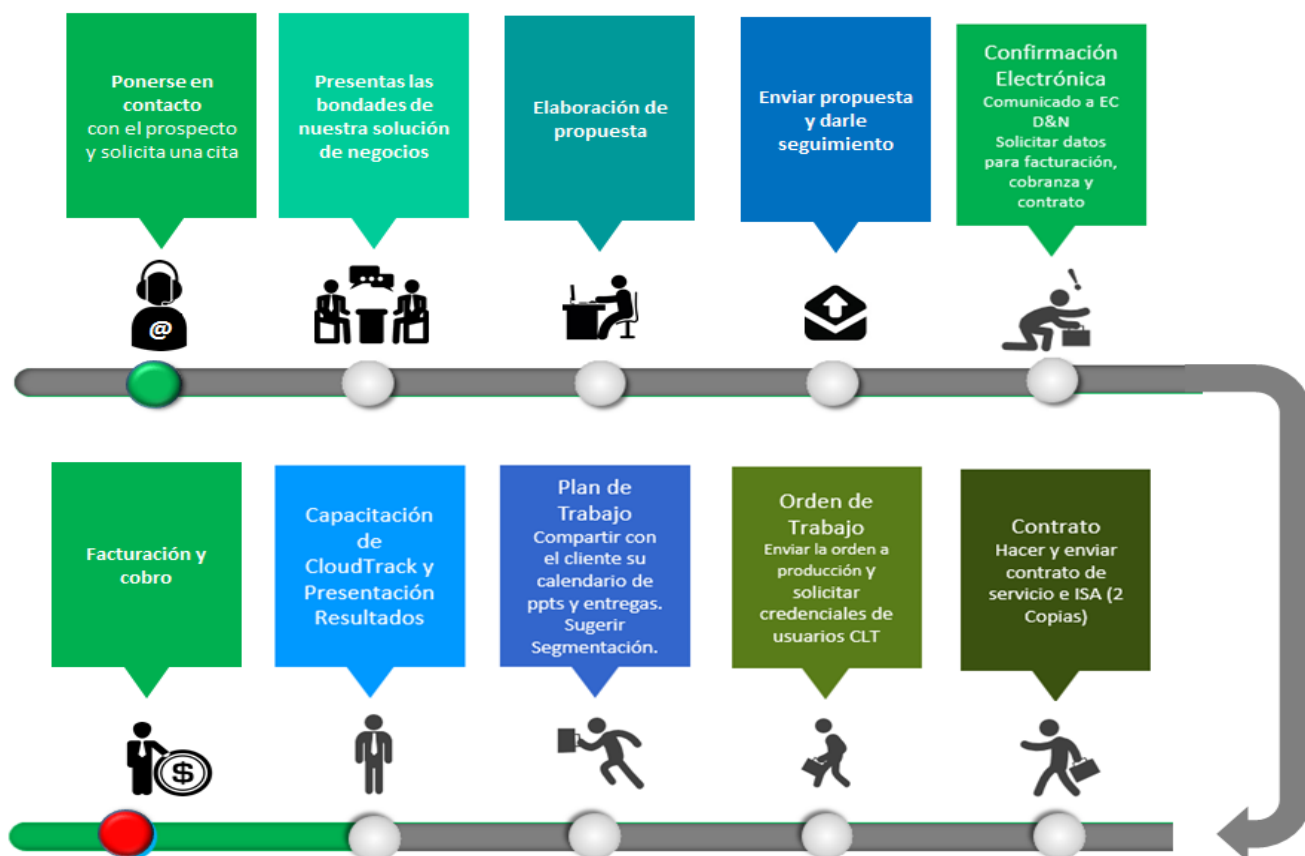 Ponerse en
contacto
con el prospecto
y solicita una cita
Presentas las
bondades de
nuestra solución
de negocios
Elaboración de
propuesta
Enviar propuesta
y darle
seguimiento
Confirmación
Electrónica
Comunicado a EC
D&N
Solicitar datos
para facturación,
cobranza y
contrato
@
!
Facturación y
cobro
Capacitación
de
CloudTrack y
Presentación
Resultados
Plan de
Trabajo
Compartir con
el cliente su
calendario de
ppts y entregas.
Sugerir
Segmentación.
Orden de
Trabajo
Enviar la orden a
producción y
solicitar
credenciales de
usuarios CLT
Contrato
Hacer y enviar
contrato de
servicio e ISA (2
Copias)
$